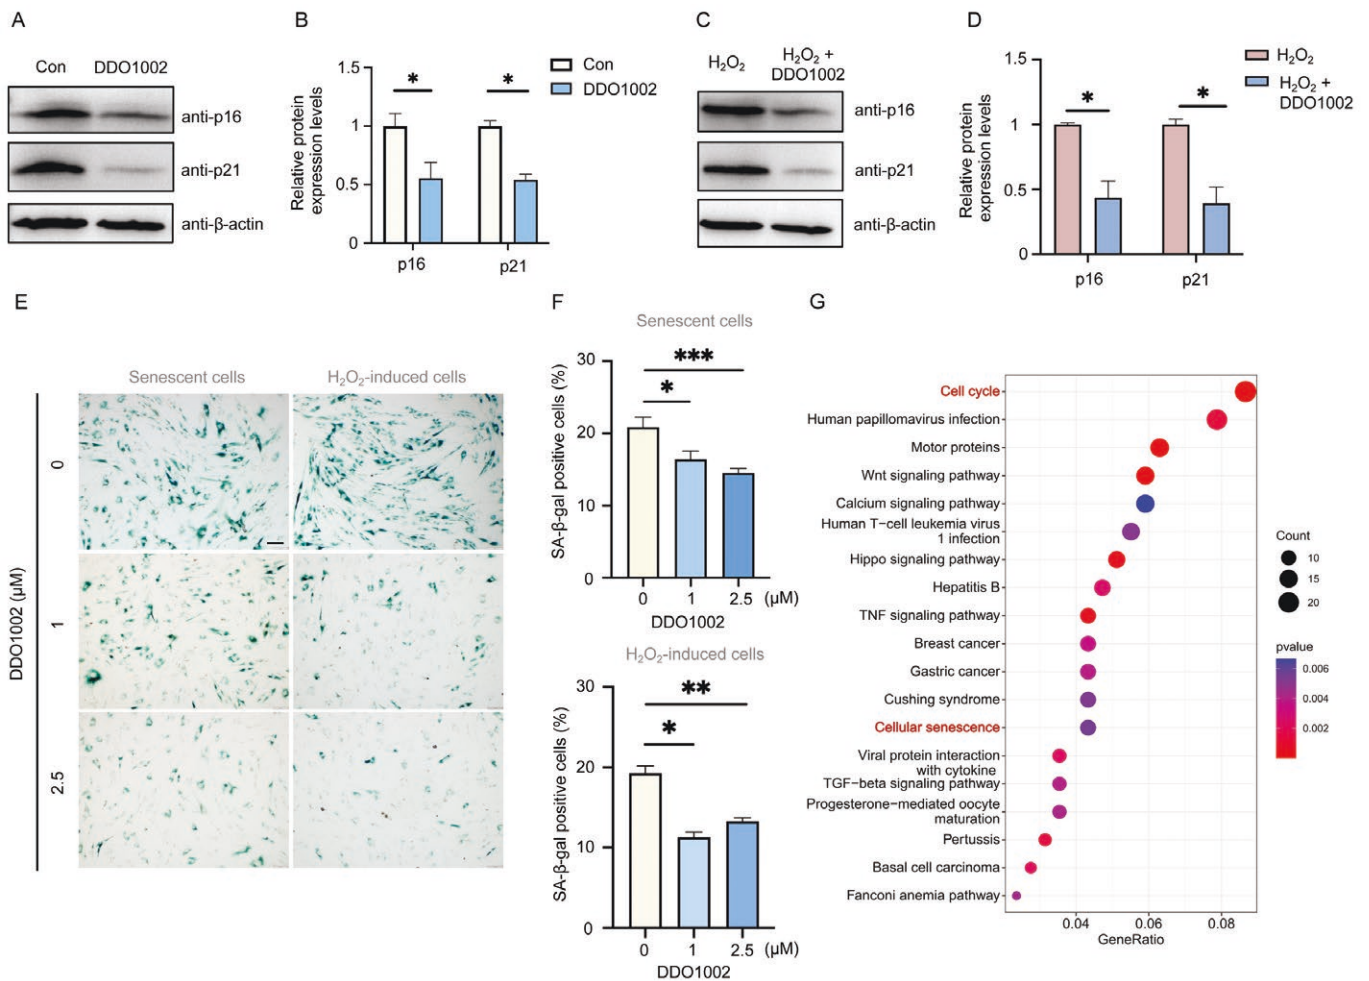 A
Con DDO1002
anti-p16
anti-p21
anti-β-actin
B
Relative protein
expression levels
1.5
1
0.5
0
* *
p16 p21
Con
DDO1002
C
H₂O₂ H₂O₂ +
DDO1002
anti-p16
anti-p21
anti-β-actin
D
Relative protein
expression levels
1.5
1
0.5
0
* *
p16 p21
H₂O₂
H₂O₂ +
DDO1002
E
Senescent cells H₂O₂-induced cells
DDO1002 (μM)
0
1
2.5
F
Senescent cells
SA-β-gal positive cells (%)
30
20
10
0
***
*
0 1 2.5 (μM)
DDO1002
H₂O₂-induced cells
SA-β-gal positive cells (%)
30
20
10
0
**
*
0 1 2.5 (μM)
DDO1002
G
Cell cycle
Human papillomavirus infection
Motor proteins
Wnt signaling pathway
Calcium signaling pathway
Human T−cell leukemia virus
1 infection
Hippo signaling pathway
Hepatitis B
TNF signaling pathway
Breast cancer
Gastric cancer
Cushing syndrome
Cellular senescence
Viral protein interaction
with cytokine
TGF−beta signaling pathway
Progesterone−mediated oocyte
maturation
Pertussis
Basal cell carcinoma
Fanconi anemia pathway
0.04 0.06 0.08
GeneRatio
Count
10
15
20
pvalue
0.006
0.004
0.002